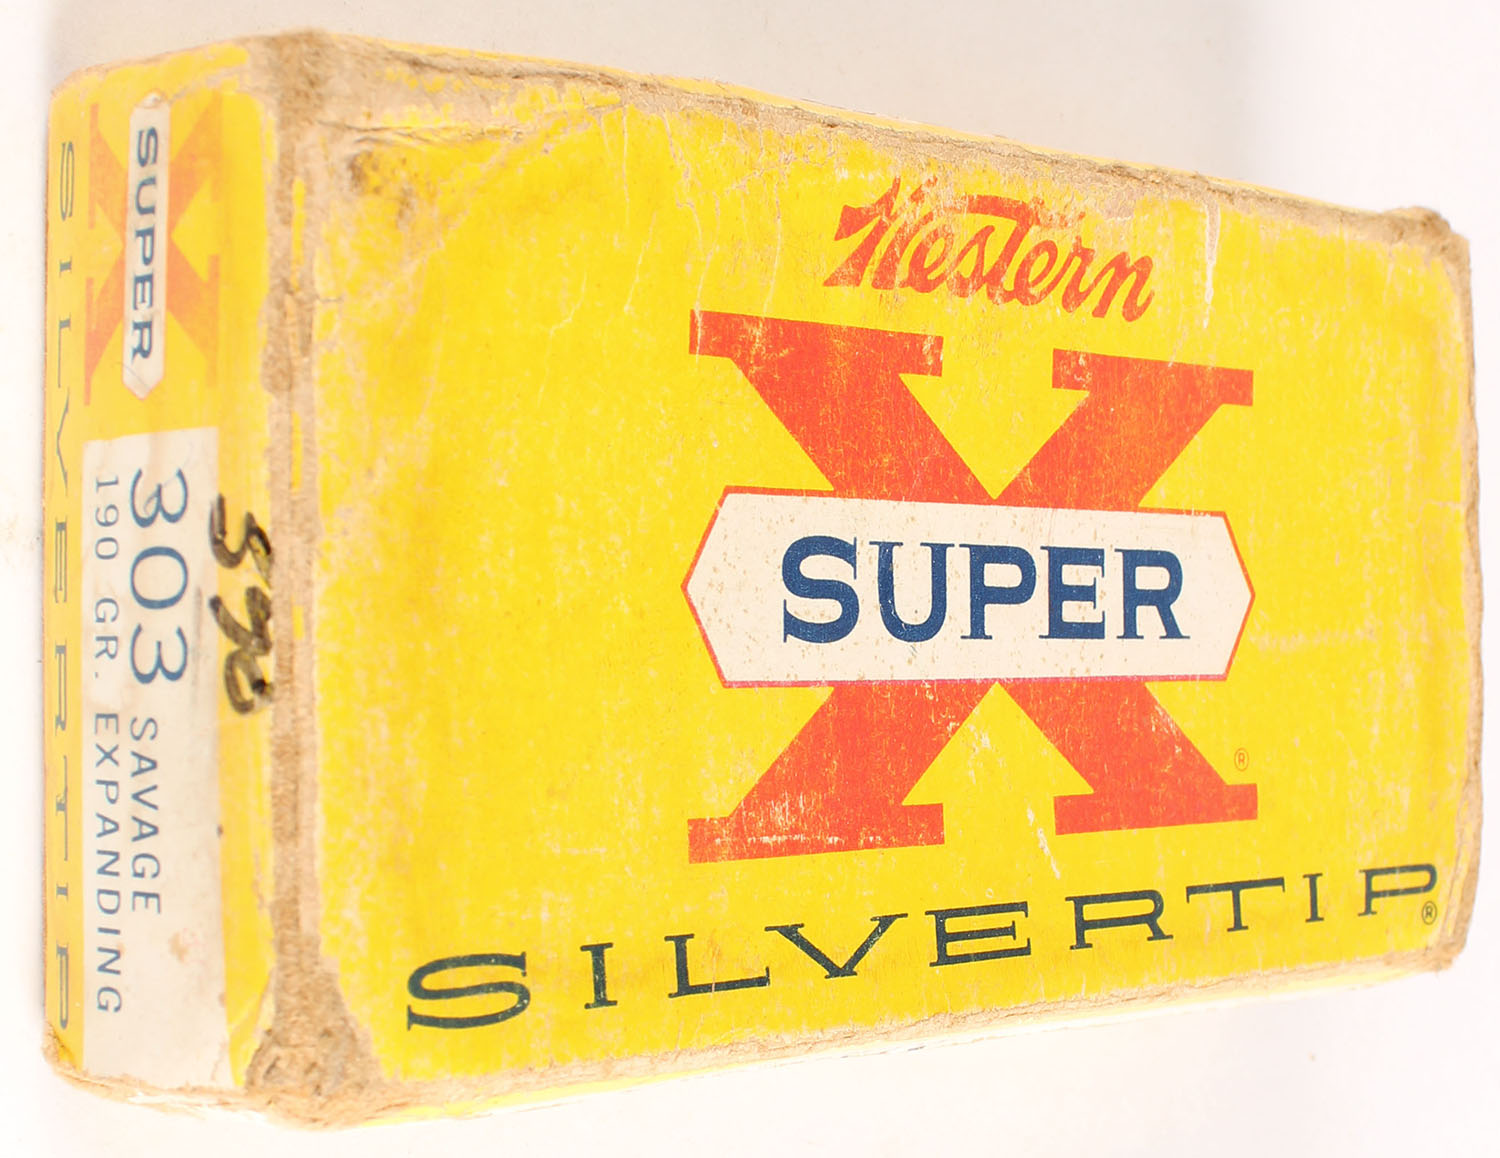 Western
SUPER
X
®
SILVERTIP®
SUPER
X
303 SAVAGE
190 GR. EXPANDING
SILVERTIP